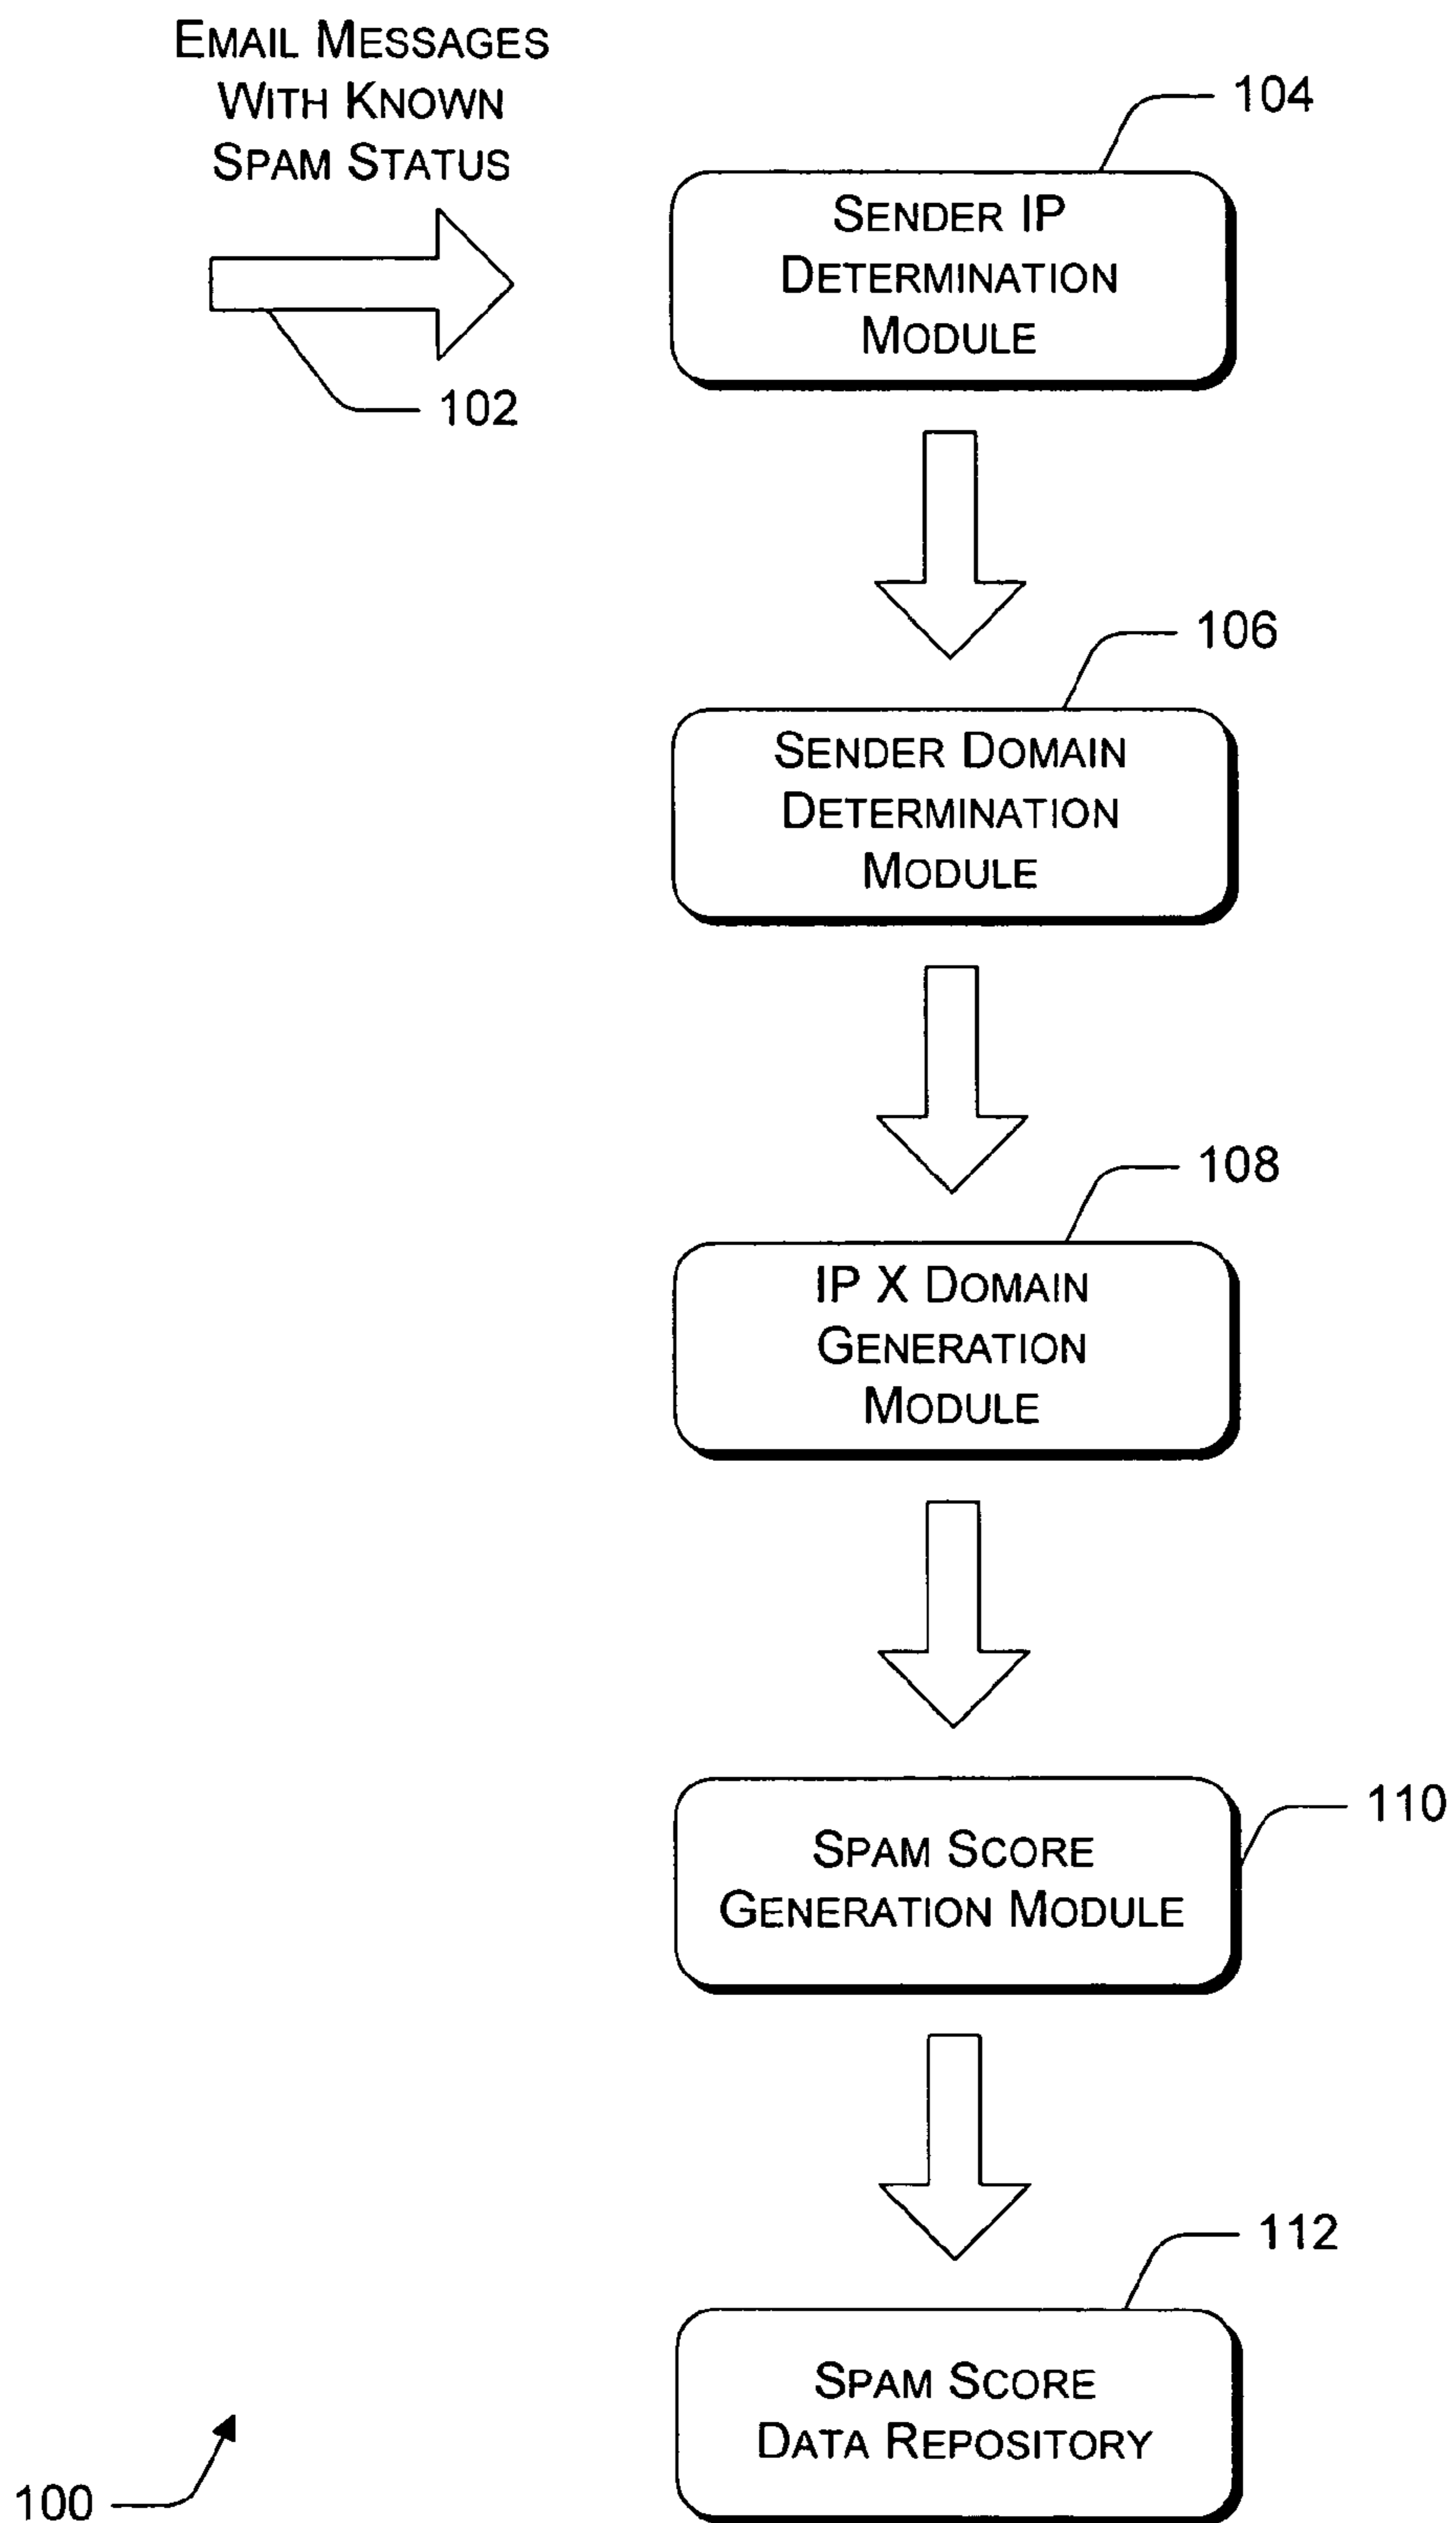 EMAIL MESSAGES
WITH KNOWN
SPAM STATUS
102
104
SENDER IP
DETERMINATION
MODULE
106
SENDER DOMAIN
DETERMINATION
MODULE
108
IP X DOMAIN
GENERATION
MODULE
110
SPAM SCORE
GENERATION MODULE
112
SPAM SCORE
DATA REPOSITORY
100